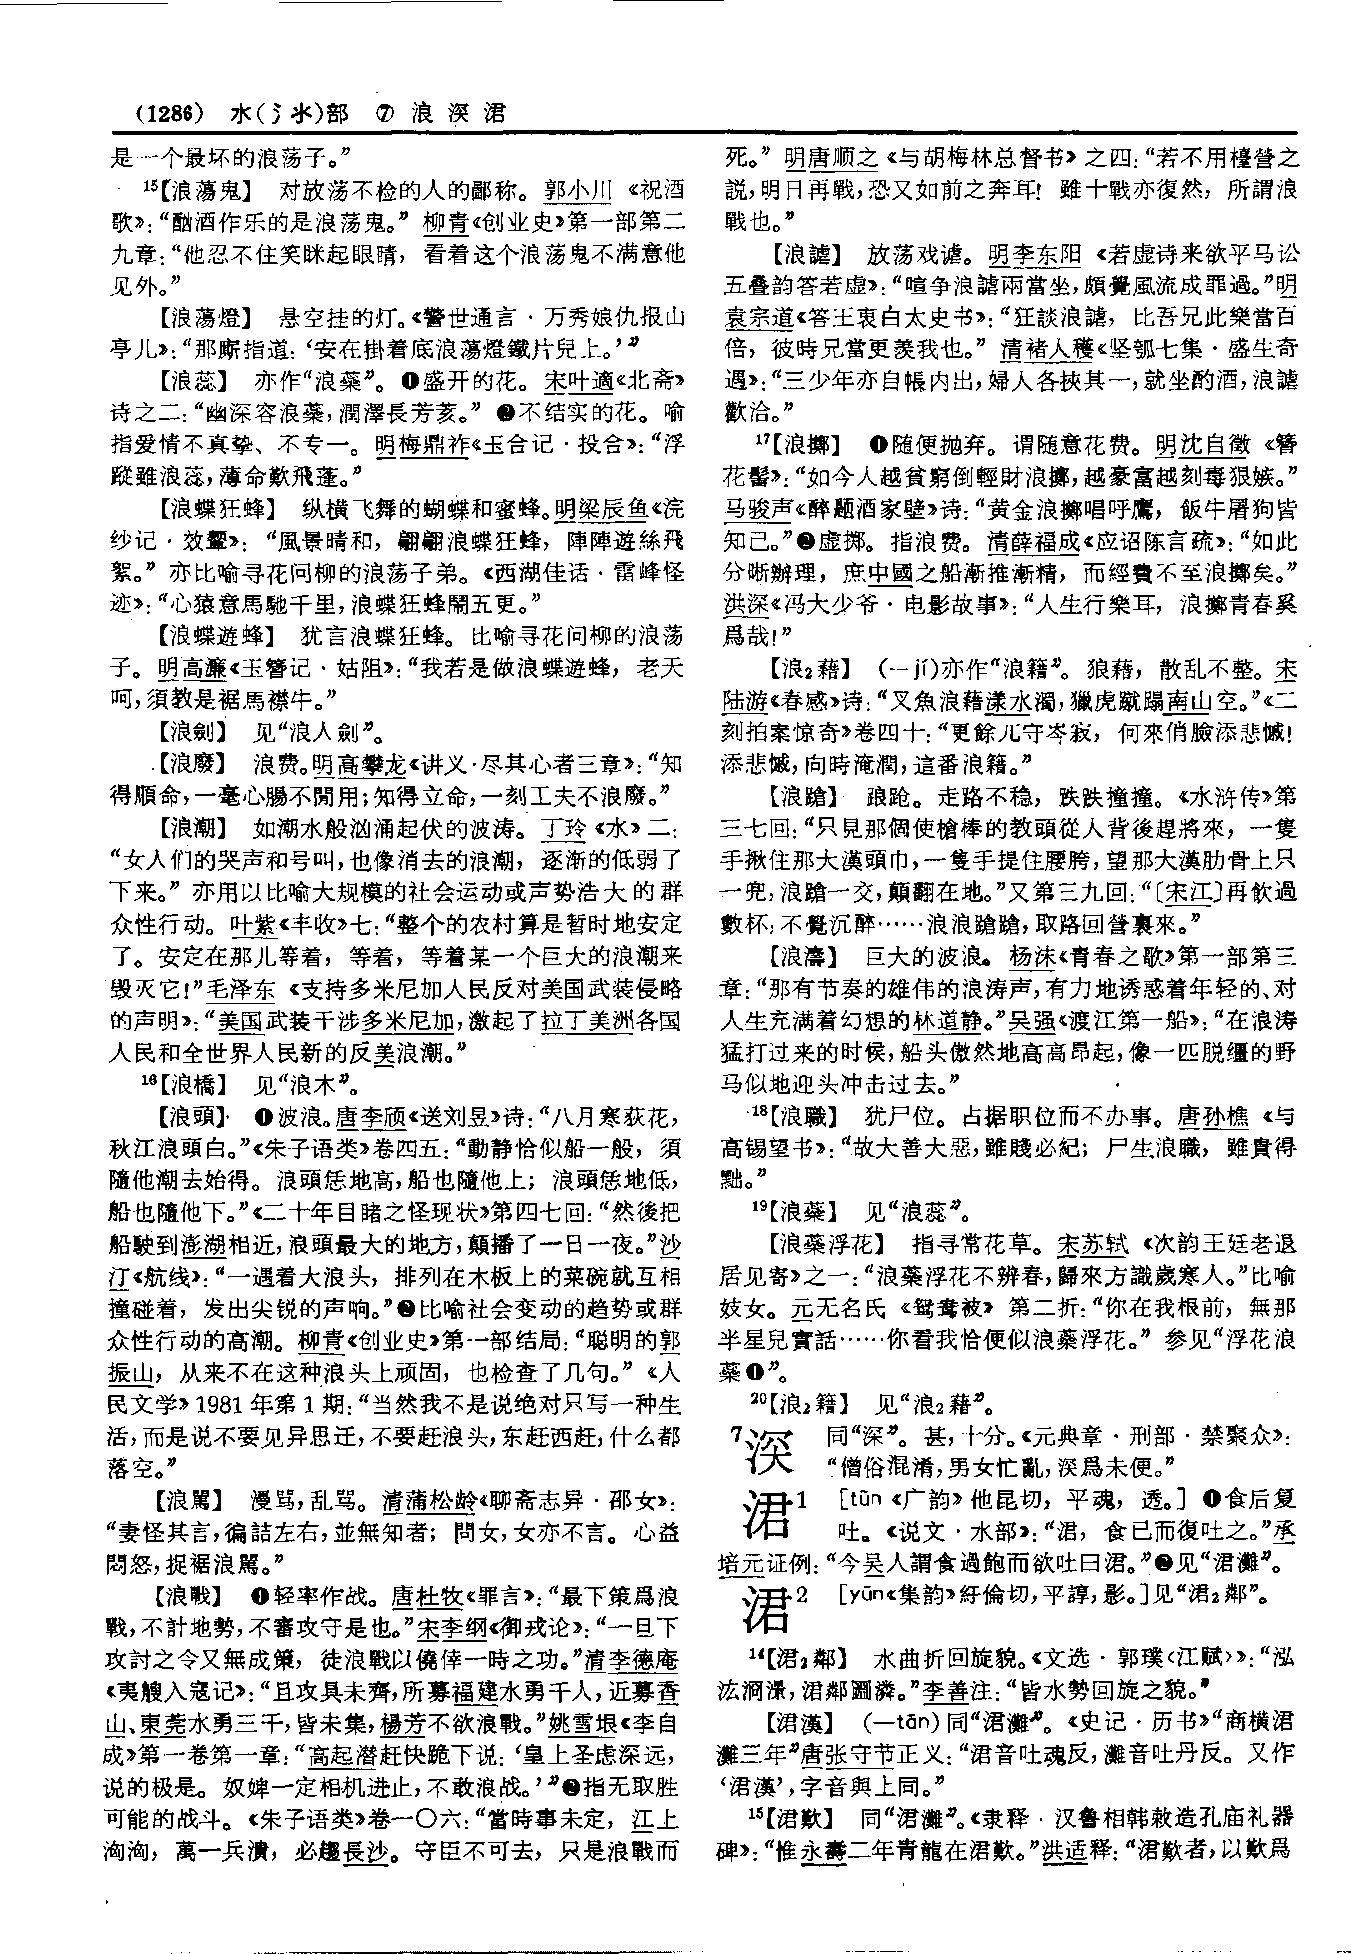 (1286) 水(氵氺)部 ⑦ 浪 𣹟 涒
是一个最坏的浪荡子。”
15【浪荡鬼】 对放荡不检的人的鄙称。郭小川《祝酒
歌》:“酗酒作乐的是浪荡鬼。” 柳青《创业史》第一部第二
九章:“他忍不住笑眯起眼睛, 看着这个浪荡鬼不满意他
见外。”
【浪蕩燈】 悬空挂的灯。《警世通言·万秀娘仇报山
亭儿》:“那廝指道:‘安在掛着底浪蕩燈鐵片兒上。’”
【浪蕊】 亦作“浪蘂”。❶盛开的花。宋叶適《北斋》
诗之二:“幽深容浪蘂,潤澤長芳荄。” ❷不结实的花。喻
指爱情不真挚、不专一。明梅鼎祚《玉合记·投合》:“浮
蹤雖浪蕊,薄命歎飛蓬。”
【浪蝶狂蜂】 纵横飞舞的蝴蝶和蜜蜂。明梁辰鱼《浣
纱记·效颦》: “風景晴和, 翩翩浪蝶狂蜂, 陣陣遊絲飛
絮。” 亦比喻寻花问柳的浪荡子弟。《西湖佳话·雷峰怪
迹》:“心猿意馬馳千里,浪蝶狂蜂鬧五更。”
【浪蝶遊蜂】 犹言浪蝶狂蜂。比喻寻花问柳的浪荡
子。明高濂《玉簪记·姑阻》:“我若是做浪蝶遊蜂, 老天
呵,須教是裾馬襟牛。”
【浪劍】 见“浪人劍”。
【浪廢】 浪费。明高攀龙《讲义·尽其心者三章》:“知
得順命,一毫心腸不閒用;知得立命,一刻工夫不浪廢。”
【浪潮】 如潮水般汹涌起伏的波涛。丁玲《水》二:
“女人们的哭声和号叫,也像消去的浪潮, 逐渐的低弱了
下来。” 亦用以比喻大规模的社会运动或声势浩大的群
众性行动。叶紫《丰收》七:“整个的农村算是暂时地安定
了。安定在那儿等着, 等着, 等着某一个巨大的浪潮来
毁灭它!”毛泽东《支持多米尼加人民反对美国武装侵略
的声明》:“美国武装干涉多米尼加,激起了拉丁美洲各国
人民和全世界人民新的反美浪潮。”
16【浪橋】 见“浪木”。
【浪頭】 ❶波浪。唐李颀《送刘昱》诗:“八月寒荻花,
秋江浪頭白。”《朱子语类》卷四五:“動静恰似船一般, 須
隨他潮去始得。浪頭恁地高,船也隨他上; 浪頭恁地低,
船也隨他下。”《二十年目睹之怪现状》第四七回:“然後把
船駛到澎湖相近,浪頭最大的地方,顛播了一日一夜。”沙
汀《航线》:“一遇着大浪头, 排列在木板上的菜碗就互相
撞碰着, 发出尖锐的声响。”❷比喻社会变动的趋势或群
众性行动的高潮。柳青《创业史》第一部结局:“聪明的郭
振山, 从来不在这种浪头上顽固, 也检查了几句。” 《人
民文学》1981年第1期:“当然我不是说绝对只写一种生
活,而是说不要见异思迁,不要赶浪头,东赶西赶,什么都
落空。”
【浪罵】 漫骂,乱骂。清蒲松龄《聊斋志异·邵女》:
“妻怪其言,徧詰左右,並無知者; 問女,女亦不言。心益
悶怒,捉裾浪罵。”
【浪戰】 ❶轻率作战。唐杜牧《罪言》:“最下策爲浪
戰,不計地勢,不審攻守是也。”宋李纲《御戎论》:“一旦下
攻討之令又無成策, 徒浪戰以僥倖一時之功。”清李德庵
《夷艘入寇记》:“且攻具未齊,所募福建水勇千人,近募香
山、東莞水勇三千,皆未集,楊芳不欲浪戰。”姚雪垠《李自
成》第一卷第一章:“高起潜赶快跪下说:‘皇上圣虑深远,
说的极是。奴婢一定相机进止,不敢浪战。’”❷指无取胜
可能的战斗。《朱子语类》卷一〇六:“當時事未定, 江上
洶洶, 萬一兵潰, 必趨長沙。守臣不可去, 只是浪戰而
死。” 明唐顺之《与胡梅林总督书》之四:“若不用檯營之
説,明日再戰,恐又如前之奔耳! 雖十戰亦復然, 所謂浪
戰也。”
【浪謔】 放荡戏谑。明李东阳《若虚诗来欲平马讼
五叠韵答若虚》:“喧争浪謔兩當坐,頗覺風流成罪過。”明
袁宗道《答王衷白太史书》:“狂談浪謔, 比吾兄此樂當百
倍, 彼時兄當更羨我也。” 清褚人穫《坚瓠七集·盛生奇
遇》:“三少年亦自帳内出,婦人各挾其一,就坐酌酒,浪謔
歡洽。”
17【浪擲】 ❶随便抛弃。谓随意花费。明沈自徵《簪
花髻》:“如今人越貧窮倒輕財浪擲,越豪富越刻毒狠嫉。”
马骏声《醉题酒家壁》诗:“黄金浪擲唱呼鷹, 飯牛屠狗皆
知己。”❷虚掷。指浪费。清薛福成《应诏陈言疏》:“如此
分晰辦理, 庶中國之船漸推漸精, 而經費不至浪擲矣。”
洪深《冯大少爷·电影故事》:“人生行樂耳, 浪擲青春奚
爲哉!”
【浪2藉】 (-jí)亦作“浪籍”。狼藉, 散乱不整。宋
陆游《春感》诗:“叉魚浪藉漾水濁,獵虎蹴蹋南山空。”《二
刻拍案惊奇》卷四十:“更餘兀守岑寂, 何來俏臉添悲慽!
添悲慽,向時淹潤,這番浪籍。”
【浪蹌】 踉跄。走路不稳, 跌跌撞撞。《水浒传》第
三七回:“只見那個使槍棒的教頭從人背後趕將來, 一隻
手揪住那大漢頭巾,一隻手提住腰胯,望那大漢肋骨上只
一兜,浪蹌一交,顛翻在地。”又第三九回:“〔宋江〕再飲過
數杯,不覺沉醉……浪浪蹌蹌,取路回營裏來。”
【浪濤】 巨大的波浪。杨沫《青春之歌》第一部第三
章:“那有节奏的雄伟的浪涛声,有力地诱惑着年轻的、对
人生充满着幻想的林道静。”吴强《渡江第一船》:“在浪涛
猛打过来的时候,船头傲然地高高昂起,像一匹脱缰的野
马似地迎头冲击过去。”
18【浪職】 犹尸位。占据职位而不办事。唐孙樵《与
高锡望书》:“故大善大惡,雖賤必紀; 尸生浪職, 雖貴得
黜。”
19【浪蘂】 见“浪蕊”。
【浪蘂浮花】 指寻常花草。宋苏轼《次韵王廷老退
居见寄》之一:“浪蘂浮花不辨春,歸來方識歲寒人。”比喻
妓女。元无名氏《鸳鸯被》第二折:“你在我根前, 無那
半星兒實話……你看我恰便似浪蘂浮花。” 参见“浮花浪
蘂❶”。
20【浪2籍】 见“浪2藉”。
7 㴱 同“深”。甚,十分。《元典章·刑部·禁聚众》:
“僧俗混淆,男女忙亂,㴱爲未便。”
涒1 [tūn《广韵》他昆切, 平魂, 透。] ❶食后复
吐。《说文·水部》:“涒, 食已而復吐之。”承
培元证例:“今吴人謂食過飽而欲吐曰涒。”❷见“涒灘”。
涒2 [yūn《集韵》紆倫切,平諄,影。]见“涒2鄰”。
14【涒2鄰】 水曲折回旋貌。《文选·郭璞〈江赋〉》:“泓
汯浻澋,涒鄰㘣潾。”李善注:“皆水勢回旋之貌。”
【涒漢】 (—tān)同“涒灘”。《史记·历书》“商横涒
灘三年”唐张守节正义:“涒音吐魂反,灘音吐丹反。又作
‘涒漢’,字音與上同。”
15【涒歎】 同“涒灘”。《隶释·汉鲁相韩敕造孔庙礼器
碑》:“惟永壽二年青龍在涒歎。”洪适释:“涒歎者,以歎爲